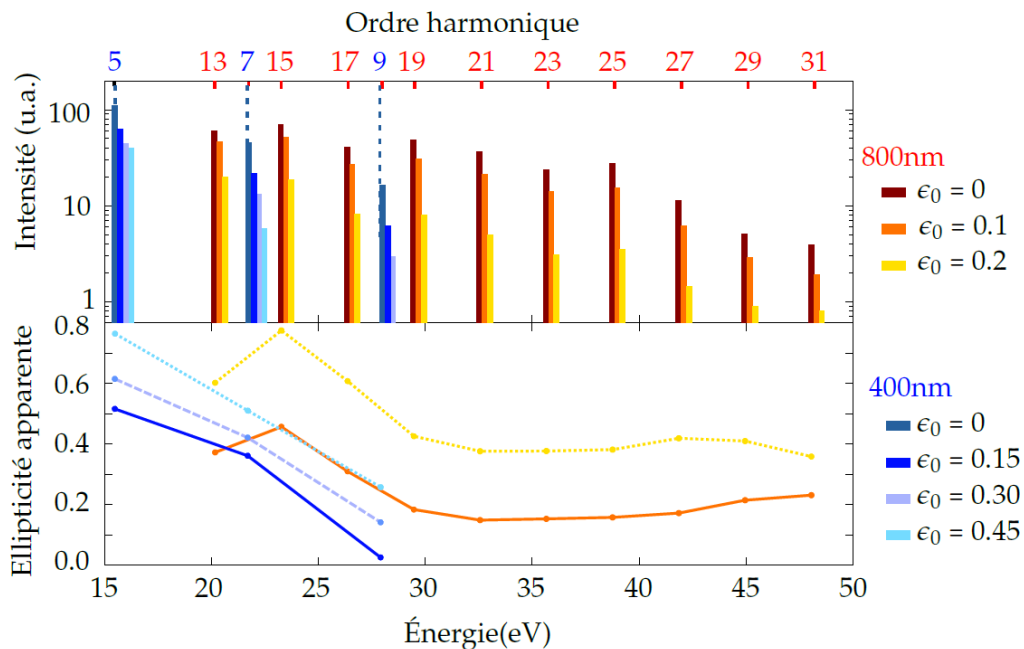 Ordre harmonique
5 13 7 15 17 9 19 21 23 25 27 29 31
Intensité (u.a.)
100
10
1
800nm
ϵ0 = 0
ϵ0 = 0.1
ϵ0 = 0.2
Ellipticité apparente
0.8
0.6
0.4
0.2
0.0
400nm
ϵ0 = 0
ϵ0 = 0.15
ϵ0 = 0.30
ϵ0 = 0.45
15 20 25 30 35 40 45 50
Énergie(eV)